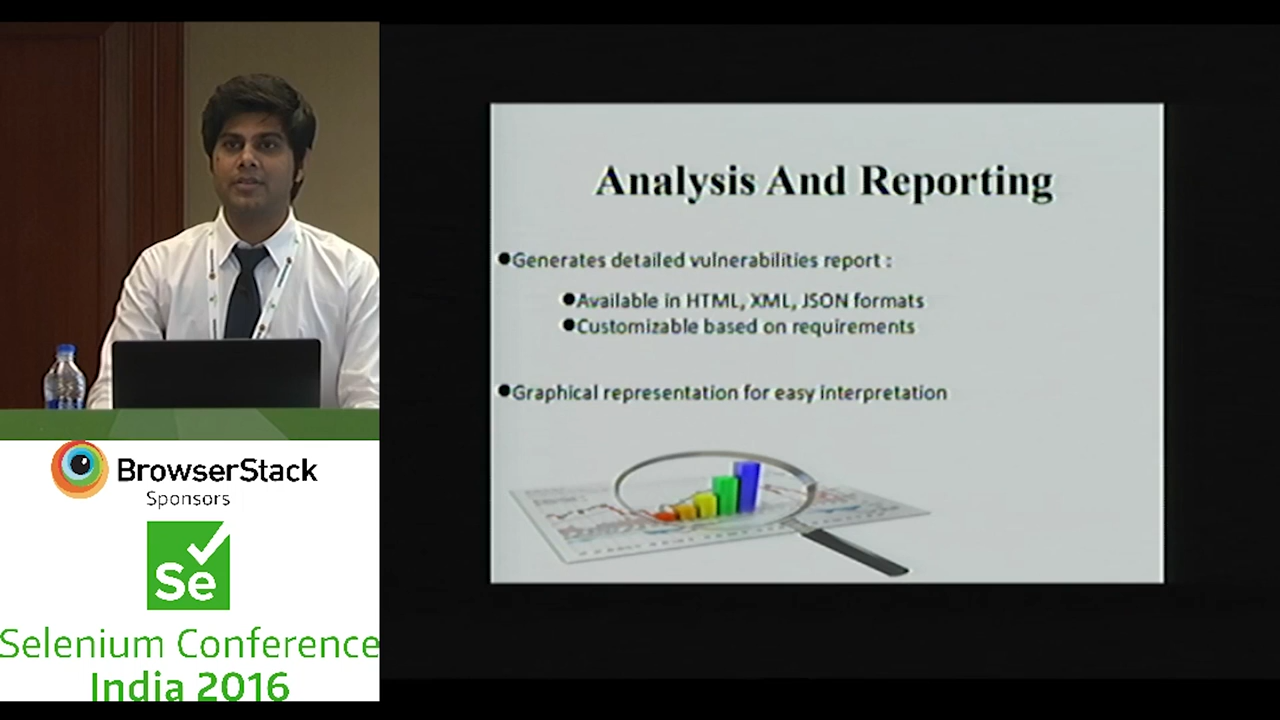 Analysis And Reporting
●Generates detailed vulnerabilities report :
●Available in HTML, XML, JSON formats
●Customizable based on requirements
●Graphical representation for easy interpretation
BrowserStack
Sponsors
Se
Selenium Conference
India 2016